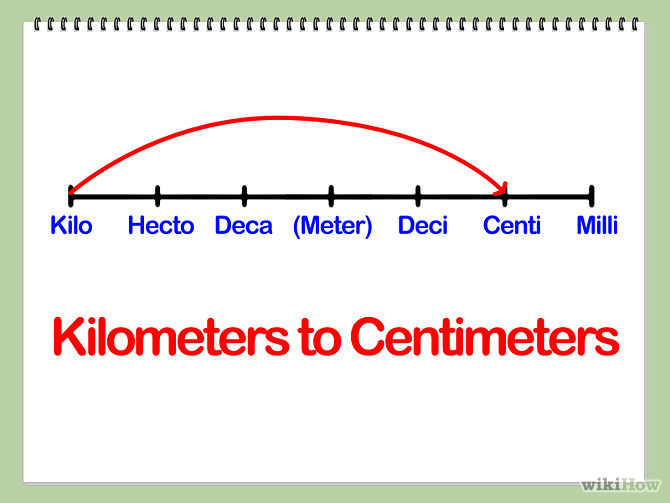 Kilo Hecto Deca (Meter) Deci Centi Milli
Kilometers to Centimeters
wikiHow